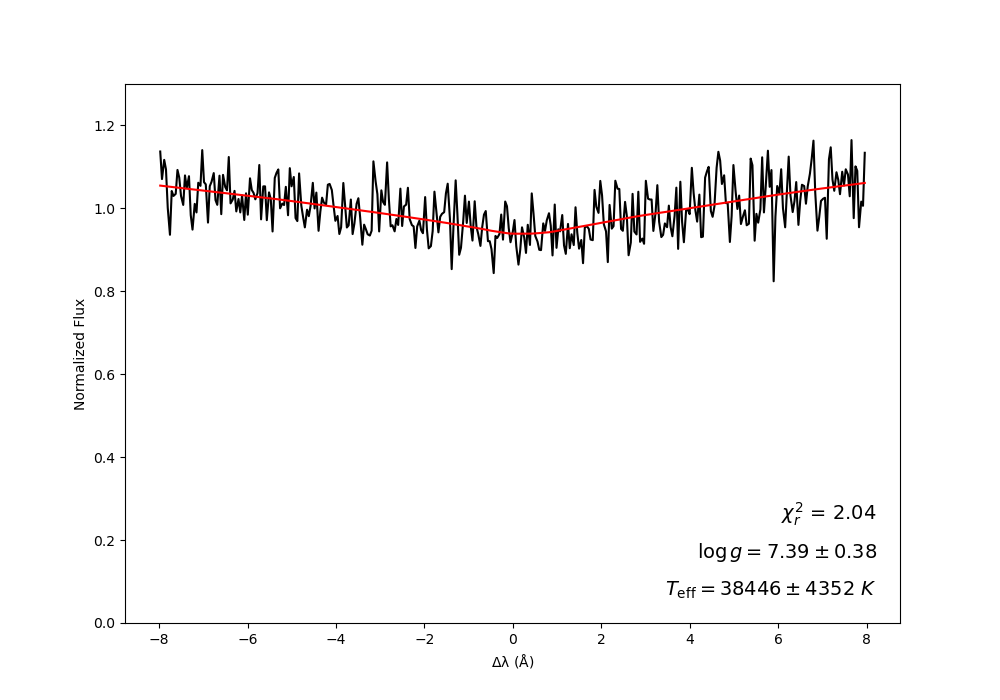 1.2
1.0
0.8
0.6
0.4
0.2
0.0
Normalized Flux
χ²ᵣ = 2.04
log g = 7.39 ± 0.38
T_eff = 38446 ± 4352 K
−8 −6 −4 −2 0 2 4 6 8
Δλ (Å)